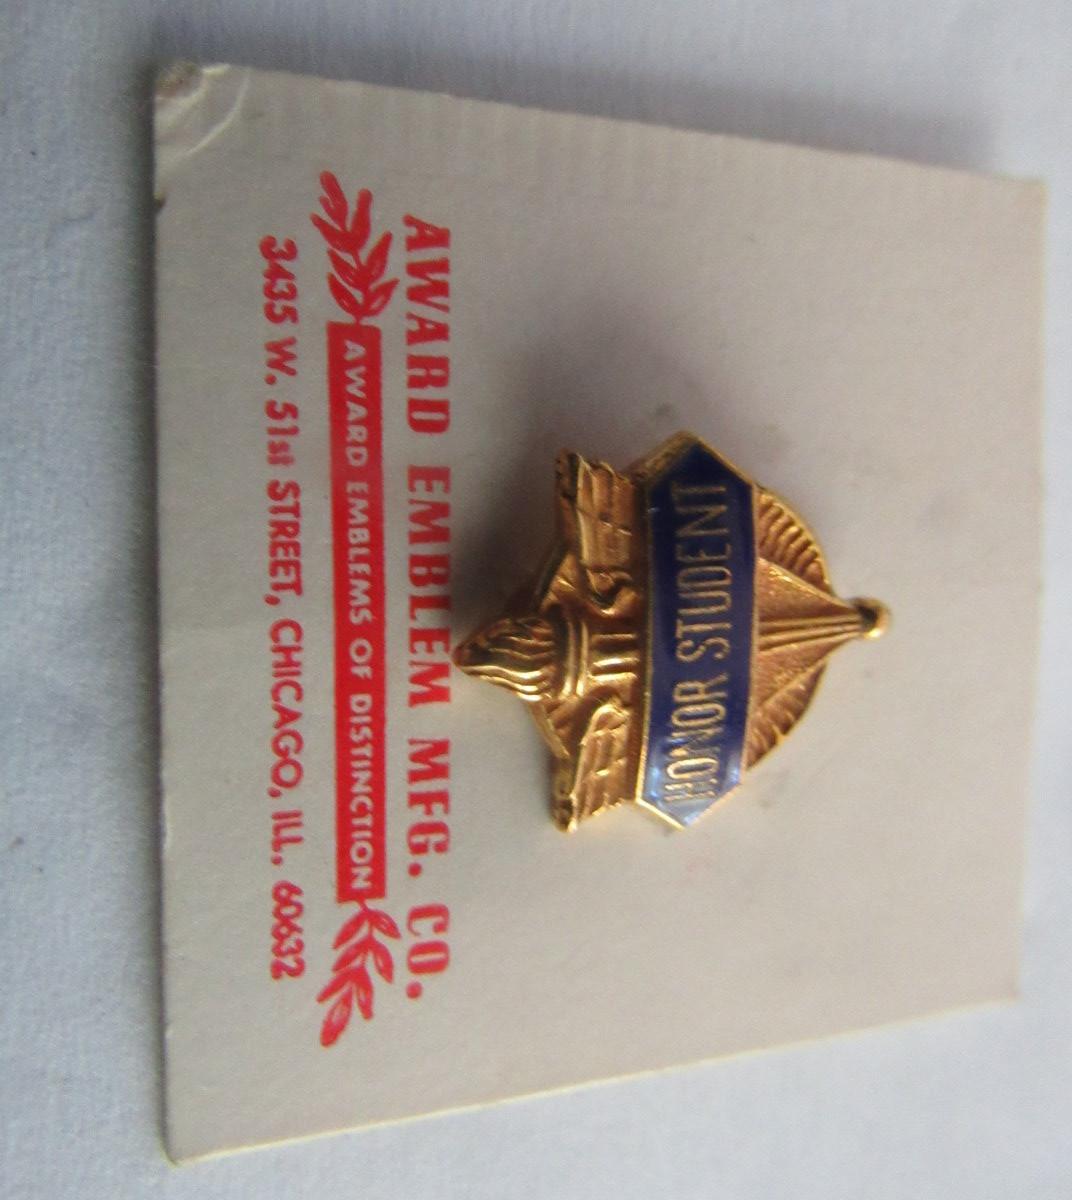 HONOR STUDENT
AWARD EMBLEM MFG. CO.
AWARD EMBLEMS OF DISTINCTION
3435 W. 51st STREET, CHICAGO, ILL. 60632